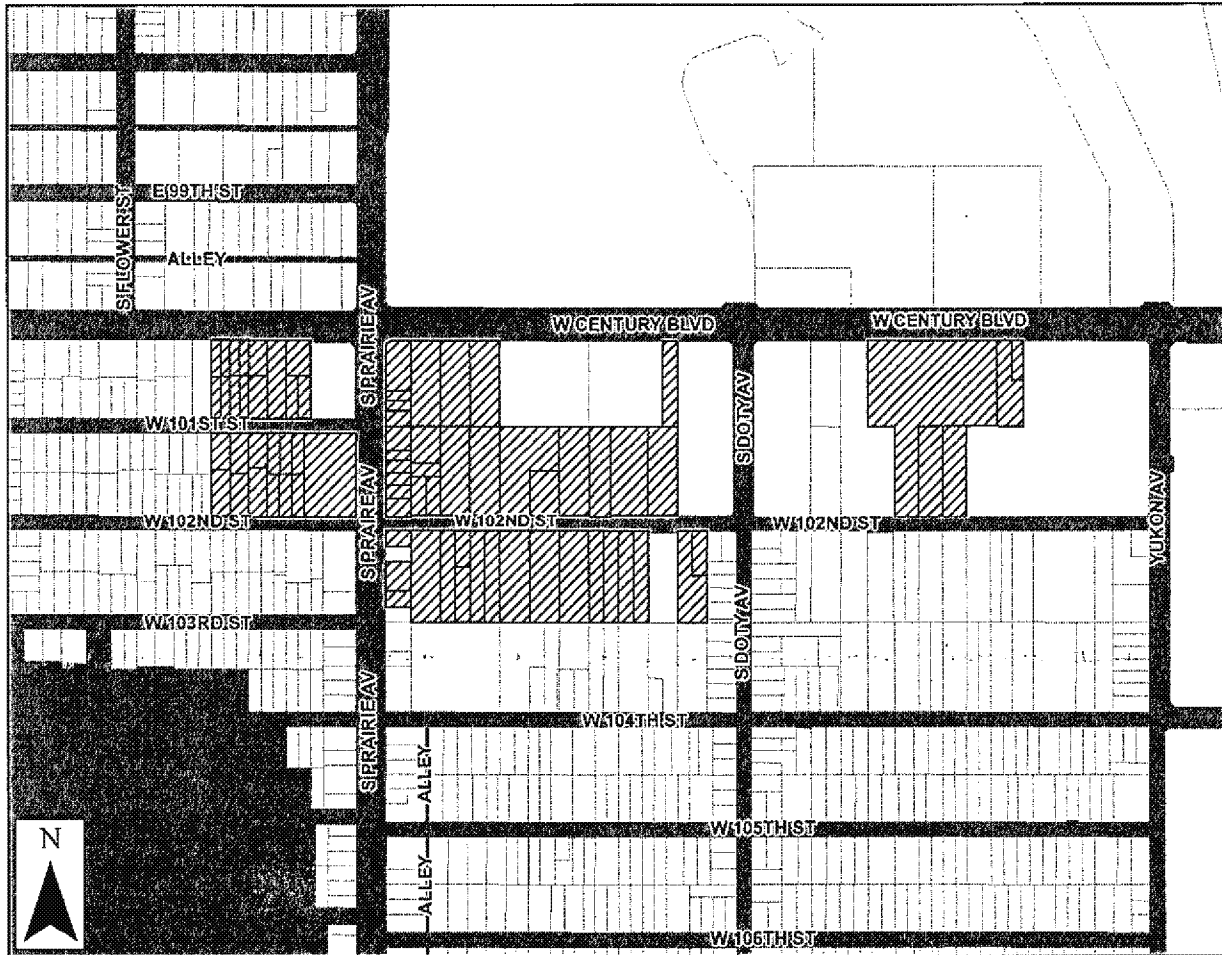 E 99TH ST
S FLOWER ST
ALLEY
S PRAIRIE AV
W CENTURY BLVD
W CENTURY BLVD
W 101ST ST
S DOTY AV
W 102ND ST
W 102ND ST
W 102ND ST
S PRAIRE AV
YUKON AV
W 103RD ST
S DOTY AV
S PRAIRIE AV
W 104TH ST
ALLEY
W 105TH ST
N
ALLEY
W 106TH ST